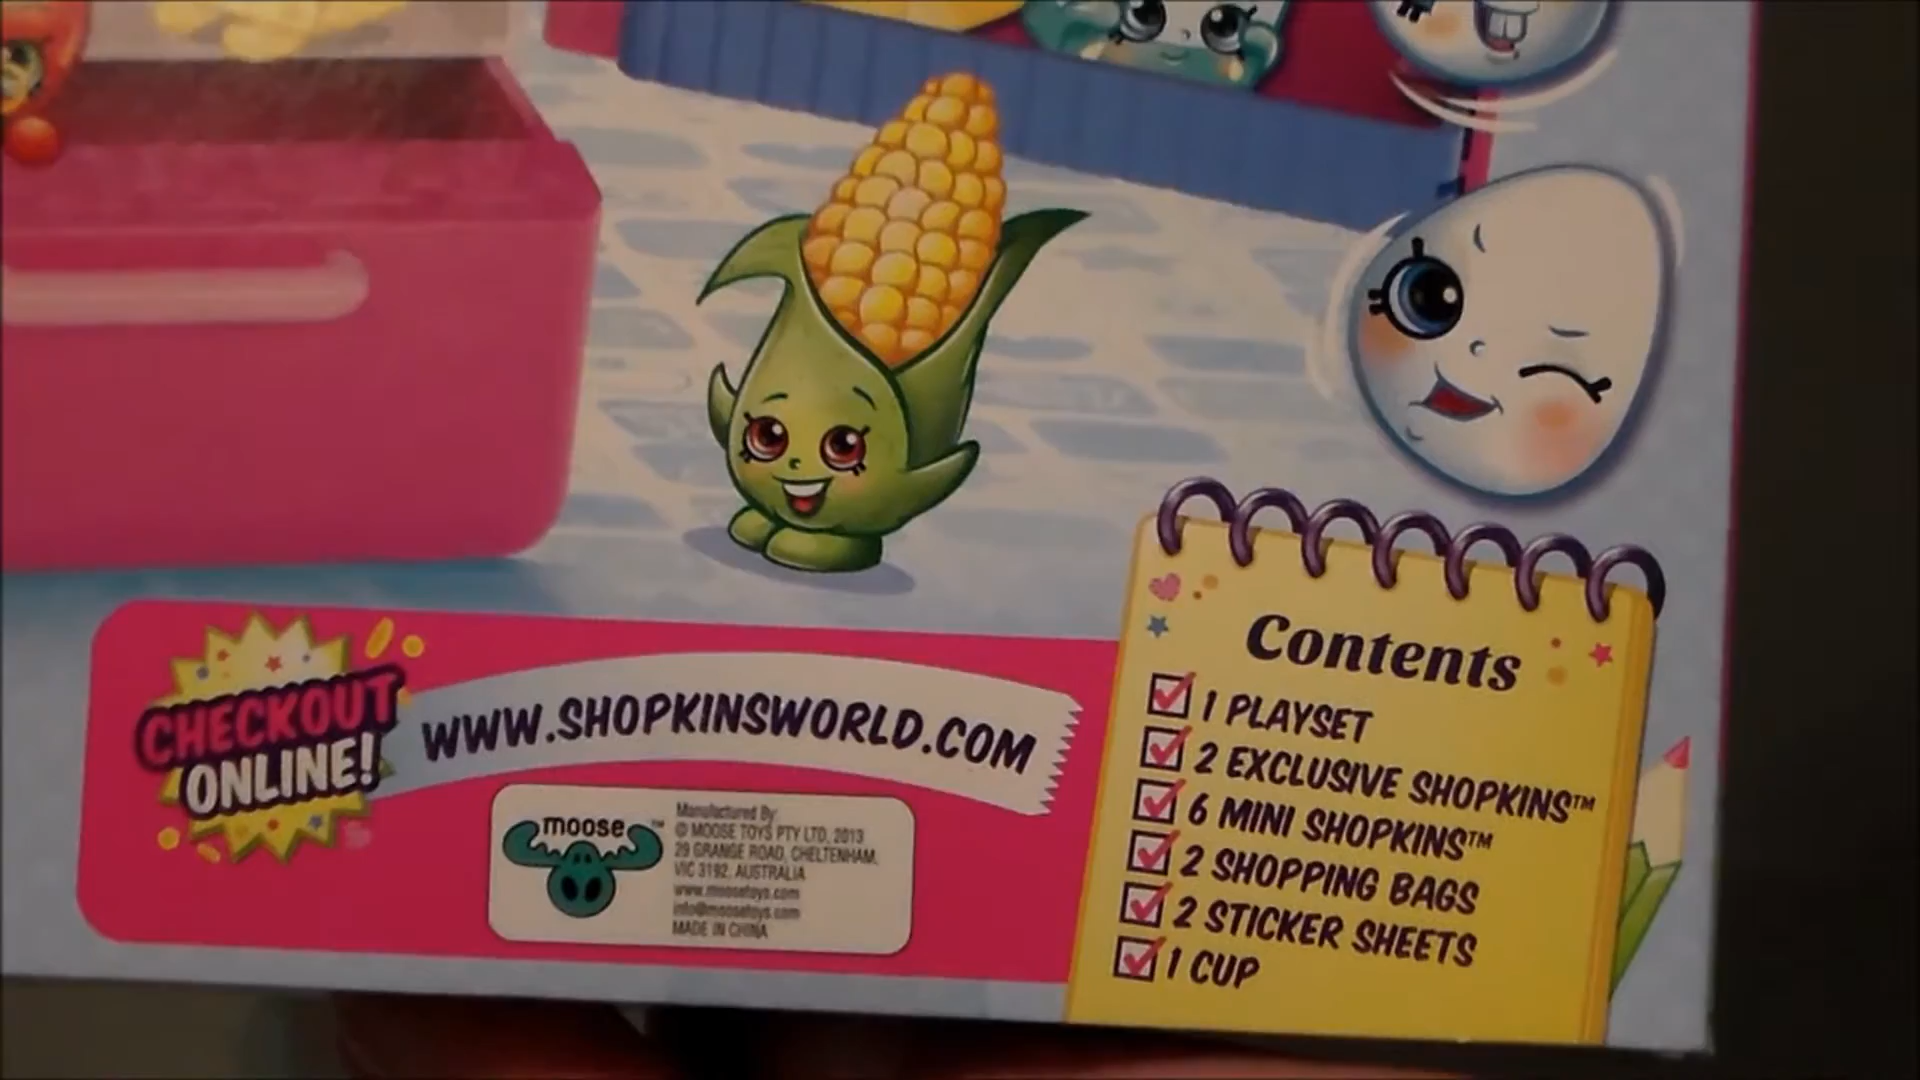 CHECKOUT
ONLINE!
WWW.SHOPKINSWORLD.COM
moose™
Manufactured By:
© MOOSE TOYS PTY LTD, 2013
29 GRANGE ROAD, CHELTENHAM,
VIC 3192, AUSTRALIA
www.moosetoys.com
info@moosetoys.com
MADE IN CHINA
Contents
1 PLAYSET
2 EXCLUSIVE SHOPKINS™
6 MINI SHOPKINS™
2 SHOPPING BAGS
2 STICKER SHEETS
1 CUP